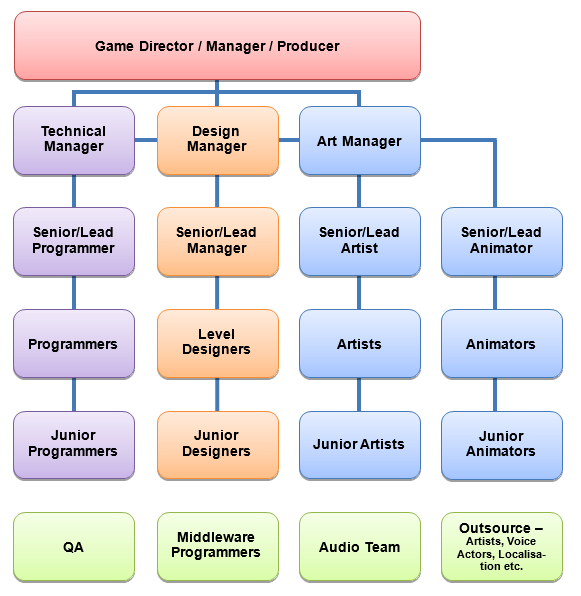 Game Director / Manager / Producer
Technical
Manager
Design
Manager
Art Manager
Senior/Lead
Programmer
Senior/Lead
Manager
Senior/Lead
Artist
Senior/Lead
Animator
Programmers
Level
Designers
Artists
Animators
Junior
Programmers
Junior
Designers
Junior Artists
Junior
Animators
QA
Middleware
Programmers
Audio Team
Outsource –
Artists, Voice
Actors, Localisa-
tion etc.